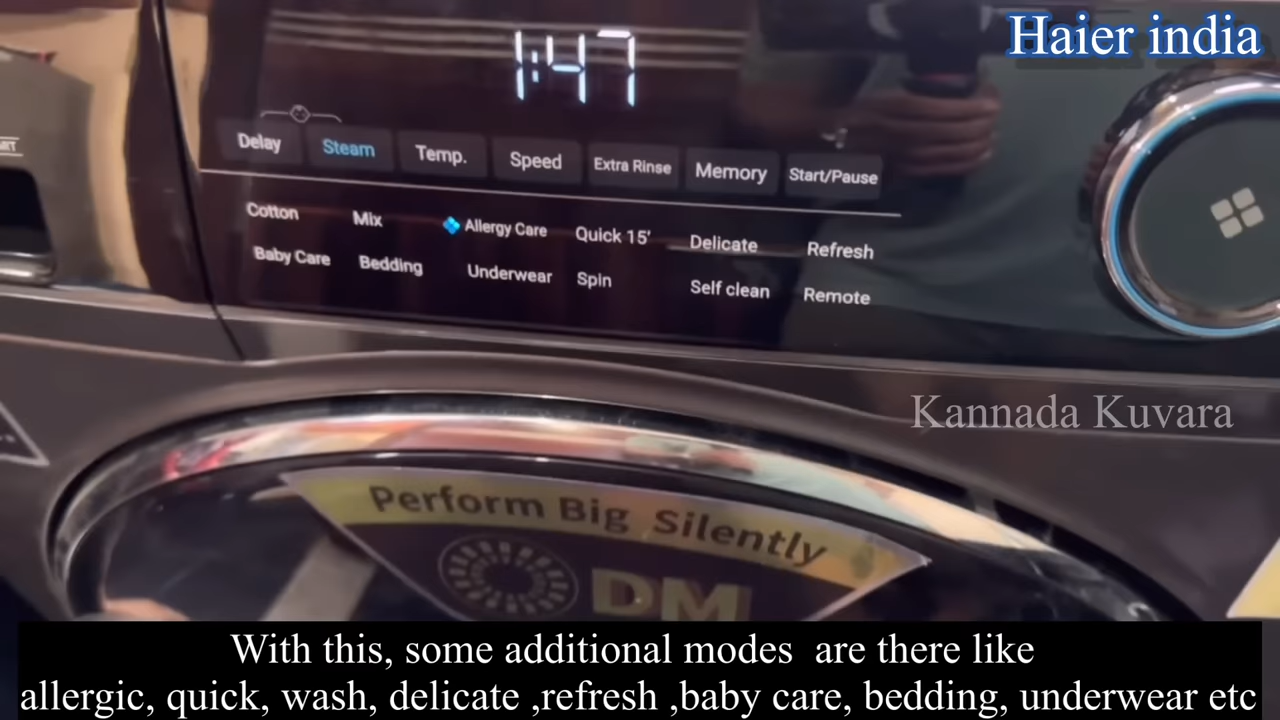 Haier india
1:47
Delay Steam Temp. Speed Extra Rinse Memory Start/Pause
Cotton Mix Allergy Care Quick 15' Delicate Refresh
Baby Care Bedding Underwear Spin Self clean Remote
Kannada Kuvara
Perform Big Silently
DM
With this, some additional modes are there like
allergic, quick, wash, delicate ,refresh ,baby care, bedding, underwear etc